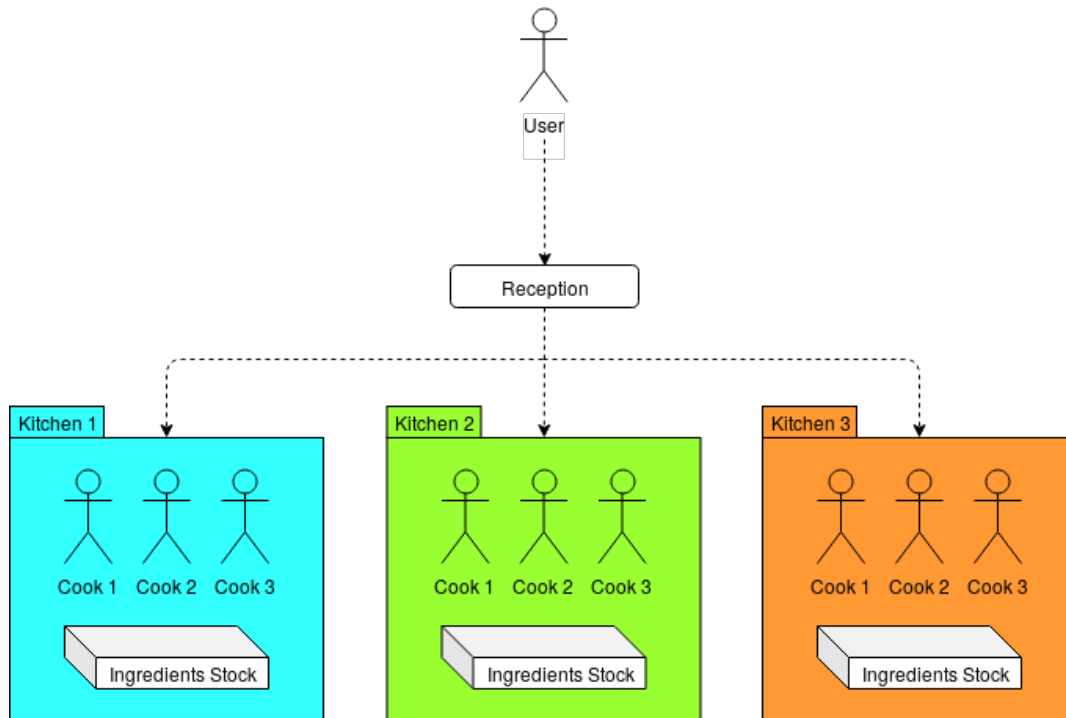 User
Reception
Kitchen 1
Kitchen 2
Kitchen 3
Cook 1 Cook 2 Cook 3
Cook 1 Cook 2 Cook 3
Cook 1 Cook 2 Cook 3
Ingredients Stock
Ingredients Stock
Ingredients Stock